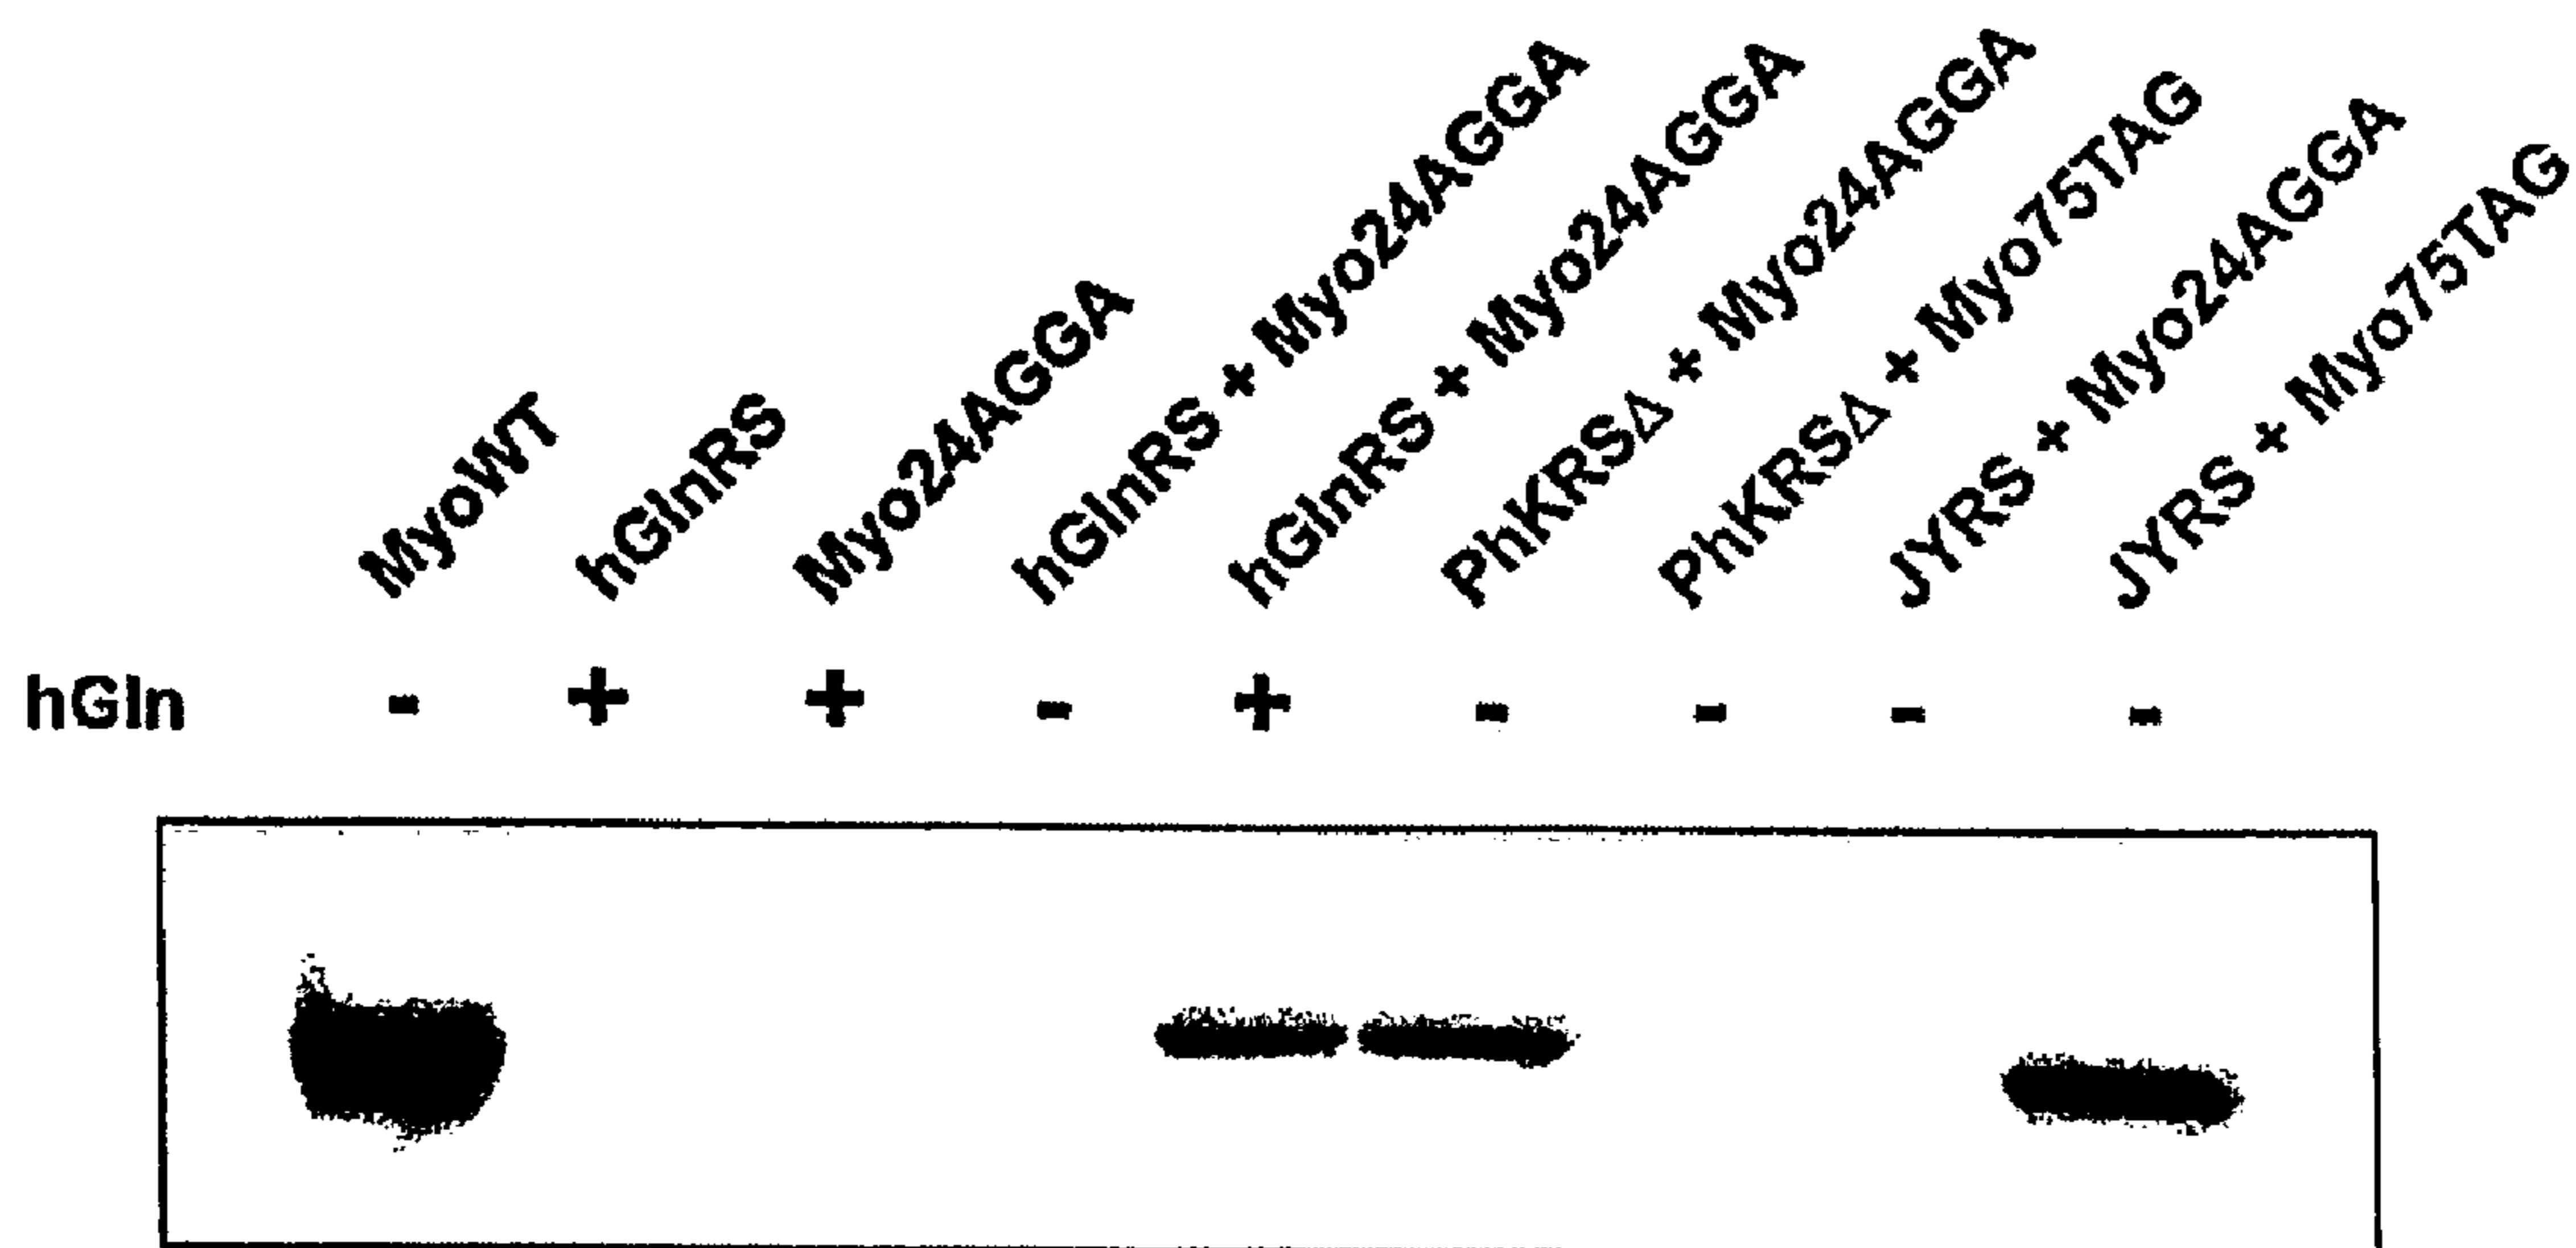 MyoWT
hGlnRS
Myo24AGGA
hGlnRS + Myo24AGGA
hGlnRS + Myo24AGGA
PhKRSΔ + Myo24AGGA
PhKRSΔ + Myo75TAG
JYRS + Myo24AGGA
JYRS + Myo75TAG
hGln - + + - + - - - -